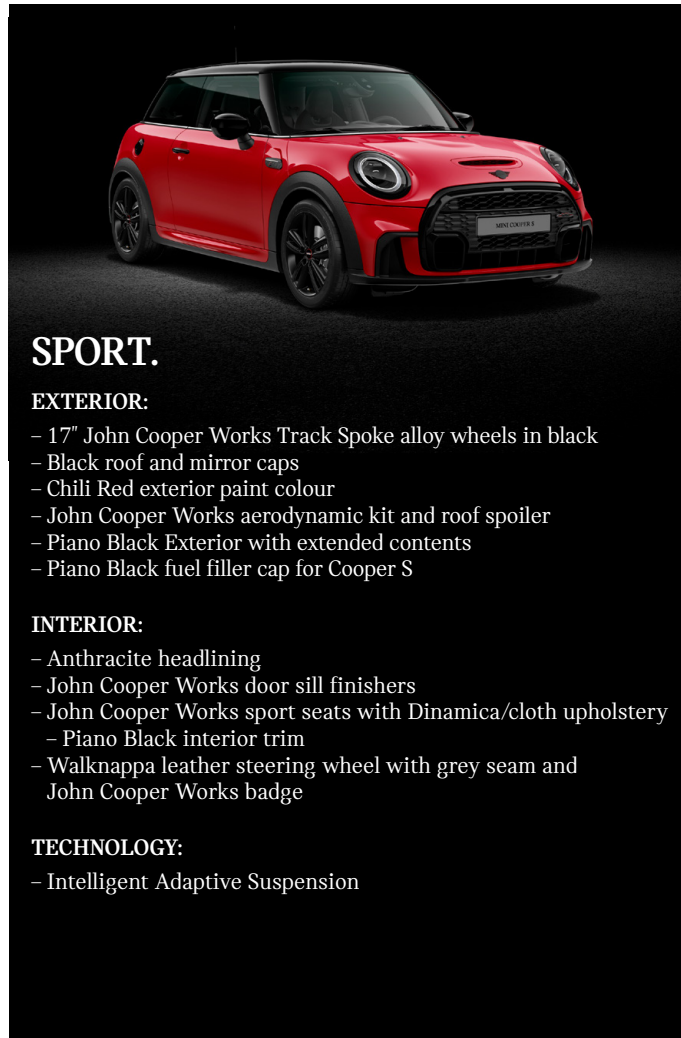 MINI COOPER S
SPORT.
EXTERIOR:
– 17" John Cooper Works Track Spoke alloy wheels in black
– Black roof and mirror caps
– Chili Red exterior paint colour
– John Cooper Works aerodynamic kit and roof spoiler
– Piano Black Exterior with extended contents
– Piano Black fuel filler cap for Cooper S
INTERIOR:
– Anthracite headlining
– John Cooper Works door sill finishers
– John Cooper Works sport seats with Dinamica/cloth upholstery
– Piano Black interior trim
– Walknappa leather steering wheel with grey seam and
John Cooper Works badge
TECHNOLOGY:
– Intelligent Adaptive Suspension